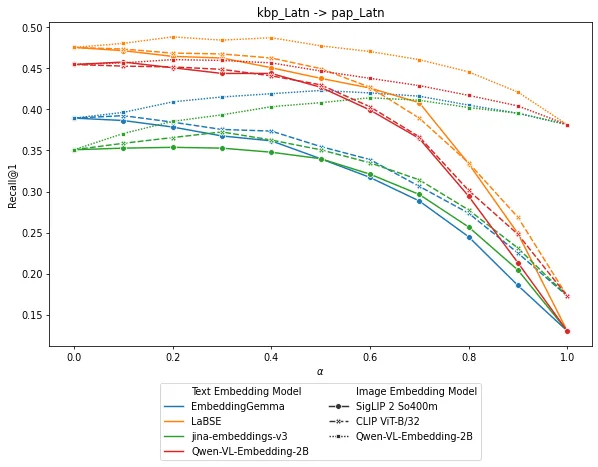 kbp_Latn -> pap_Latn
Recall@1
0.50
0.45
0.40
0.35
0.30
0.25
0.20
0.15
0.0
0.2
0.4
0.6
0.8
1.0
α
Text Embedding Model
EmbeddingGemma
LaBSE
jina-embeddings-v3
Qwen-VL-Embedding-2B
Image Embedding Model
SigLIP 2 So400m
CLIP ViT-B/32
Qwen-VL-Embedding-2B